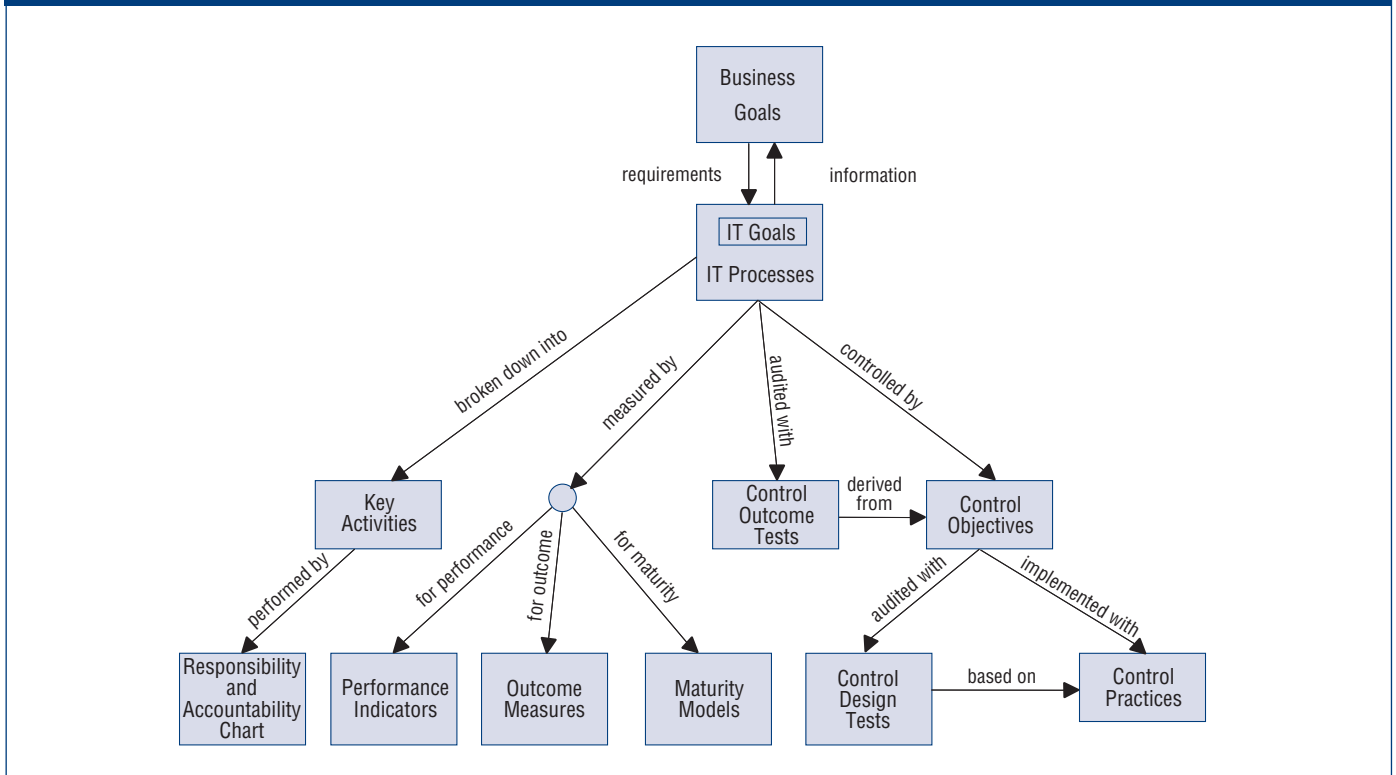 Business
Goals
requirements
information
IT Goals
IT Processes
broken down into
measured by
audited with
controlled by
Key
Activities
Control
Outcome
Tests
derived
from
Control
Objectives
performed by
for performance
for outcome
for maturity
audited with
implemented with
Responsibility
and
Accountability
Chart
Performance
Indicators
Outcome
Measures
Maturity
Models
Control
Design
Tests
based on
Control
Practices